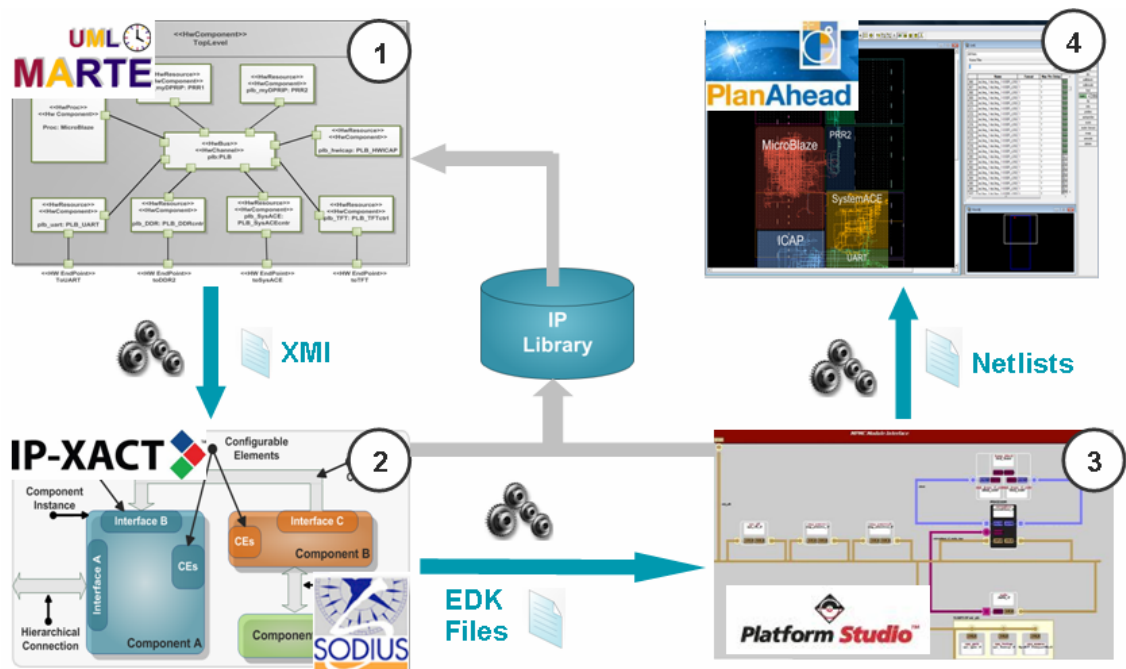 UML
MARTE
<<HwComponent>>
TopLevel
1
<<HwResource>>
<<HwComponent>>
plb_myDPRIP: PRR1
<<HwResource>>
<<HwComponent>>
plb_myDPRIP: PRR2
<<HwProc>>
<<Hw Component>>
Proc: MicroBlaze
<<HwBus>>
<<HwChannel>>
plb:PLB
<<HwResource>>
<<HwComponent>>
plb_hwicap: PLB_HWICAP
<<HwResource>>
<<HwComponent>>
plb_uart: PLB_UART
<<HwResource>>
<<HwComponent>>
plb_DDR: PLB_DDRcntr
<<HwResource>>
<<HwComponent>>
plb_SysACE:
PLB_SysACEcntr
<<HwResource>>
<<HwComponent>>
plb_TFT: PLB_TFTctrl
<<HW EndPoint>>
ToUART
<<HW EndPoint>>
toDDR2
<<HW EndPoint>>
toSysACE
<<HW EndPoint>>
toTFT
PlanAhead
4
MicroBlaze
PRR2
SystemACE
ICAP
UART
IP
Library
XMI
Netlists
IP-XACT
Configurable
Elements
2
Component
Instance
Interface B
Interface C
CEs
Component B
CEs
Interface A
Component A
Hierarchical
Connection
Component
SODIUS
EDK
Files
3
Platform Studio™